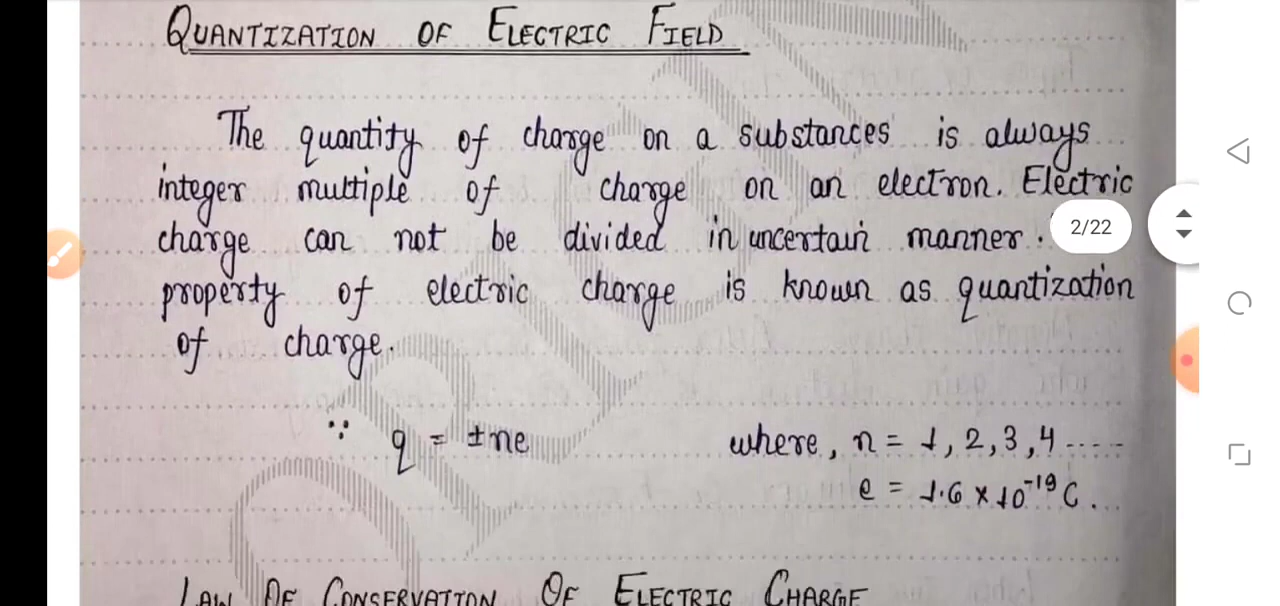 QUANTIZATION OF ELECTRIC FIELD
The quantity of charge on a substances is always
integer multiple of charge on an electron. Electric
charge can not be divided in uncertain manner.
property of electric charge is known as quantization
of charge.
∵ q = ±ne where, n = 1, 2, 3, 4 .....
e = 1.6 × 10⁻¹⁹ C.
LAW OF CONSERVATION OF ELECTRIC CHARGE
2/22